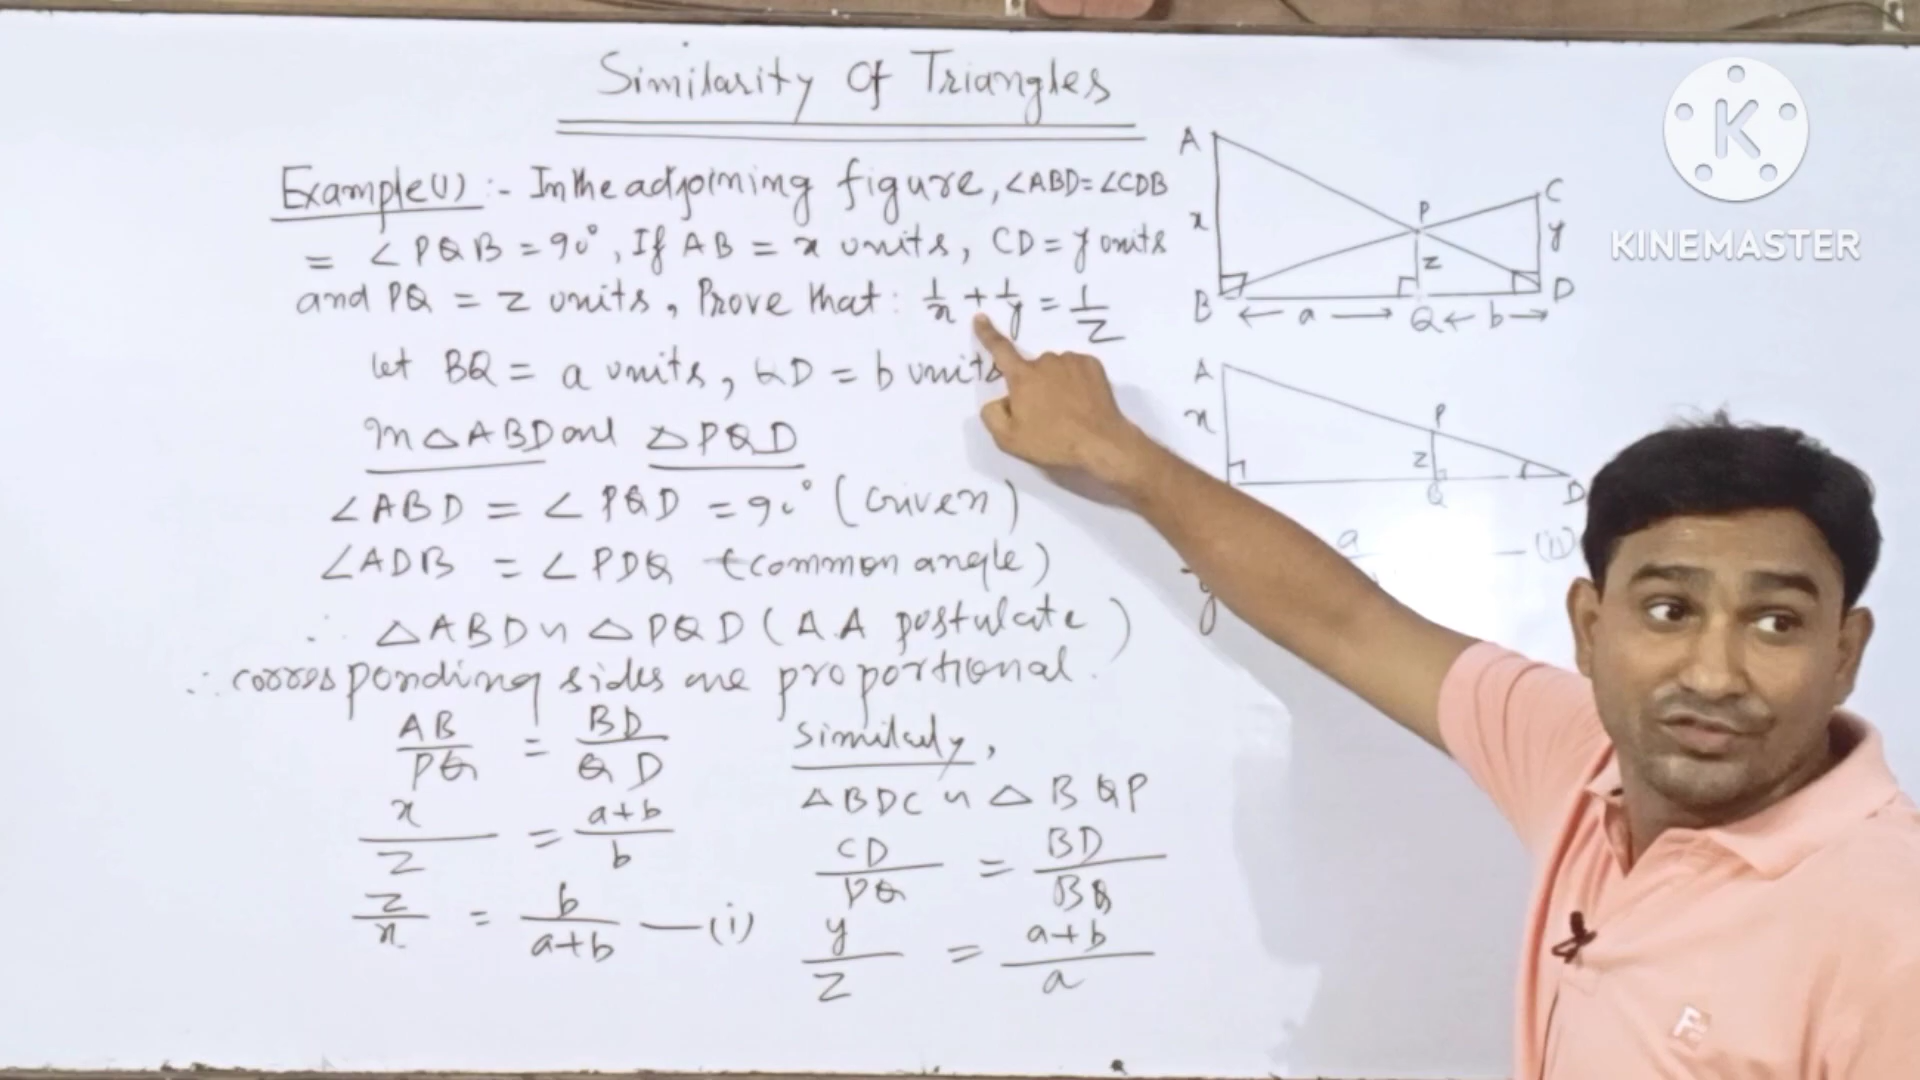 Similarity Of Triangles
Example(1) :- In the adjoining figure, ∠ABD = ∠CDB
= ∠PQB = 90°, If AB = x units, CD = y units
and PQ = z units, Prove that : 1/x + 1/y = 1/z
let BQ = a units, QD = b units
In △ABD and △PQD
∠ABD = ∠PQD = 90° (Given)
∠ADB = ∠PDQ (common angle)
∴ △ABD ~ △PQD (AA postulate)
∴ corresponding sides are proportional.
AB/PQ = BD/QD
x/z = (a+b)/b
z/x = b/(a+b) — (i)
Similarly,
△BDC ~ △BQP
CD/PQ = BD/BQ
y/z = (a+b)/a
A
x
B
P
z
C
y
D
← a → Q ← b →
A
x
P
z
Q
D
y
a
— (ii)
K
KINEMASTER